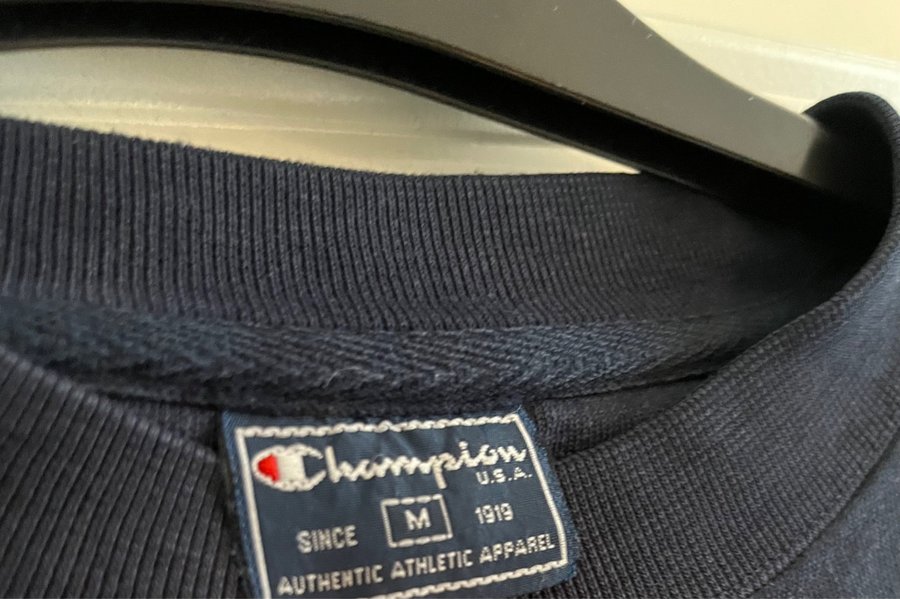 Champion
U.S.A.
SINCE M 1919
AUTHENTIC ATHLETIC APPAREL